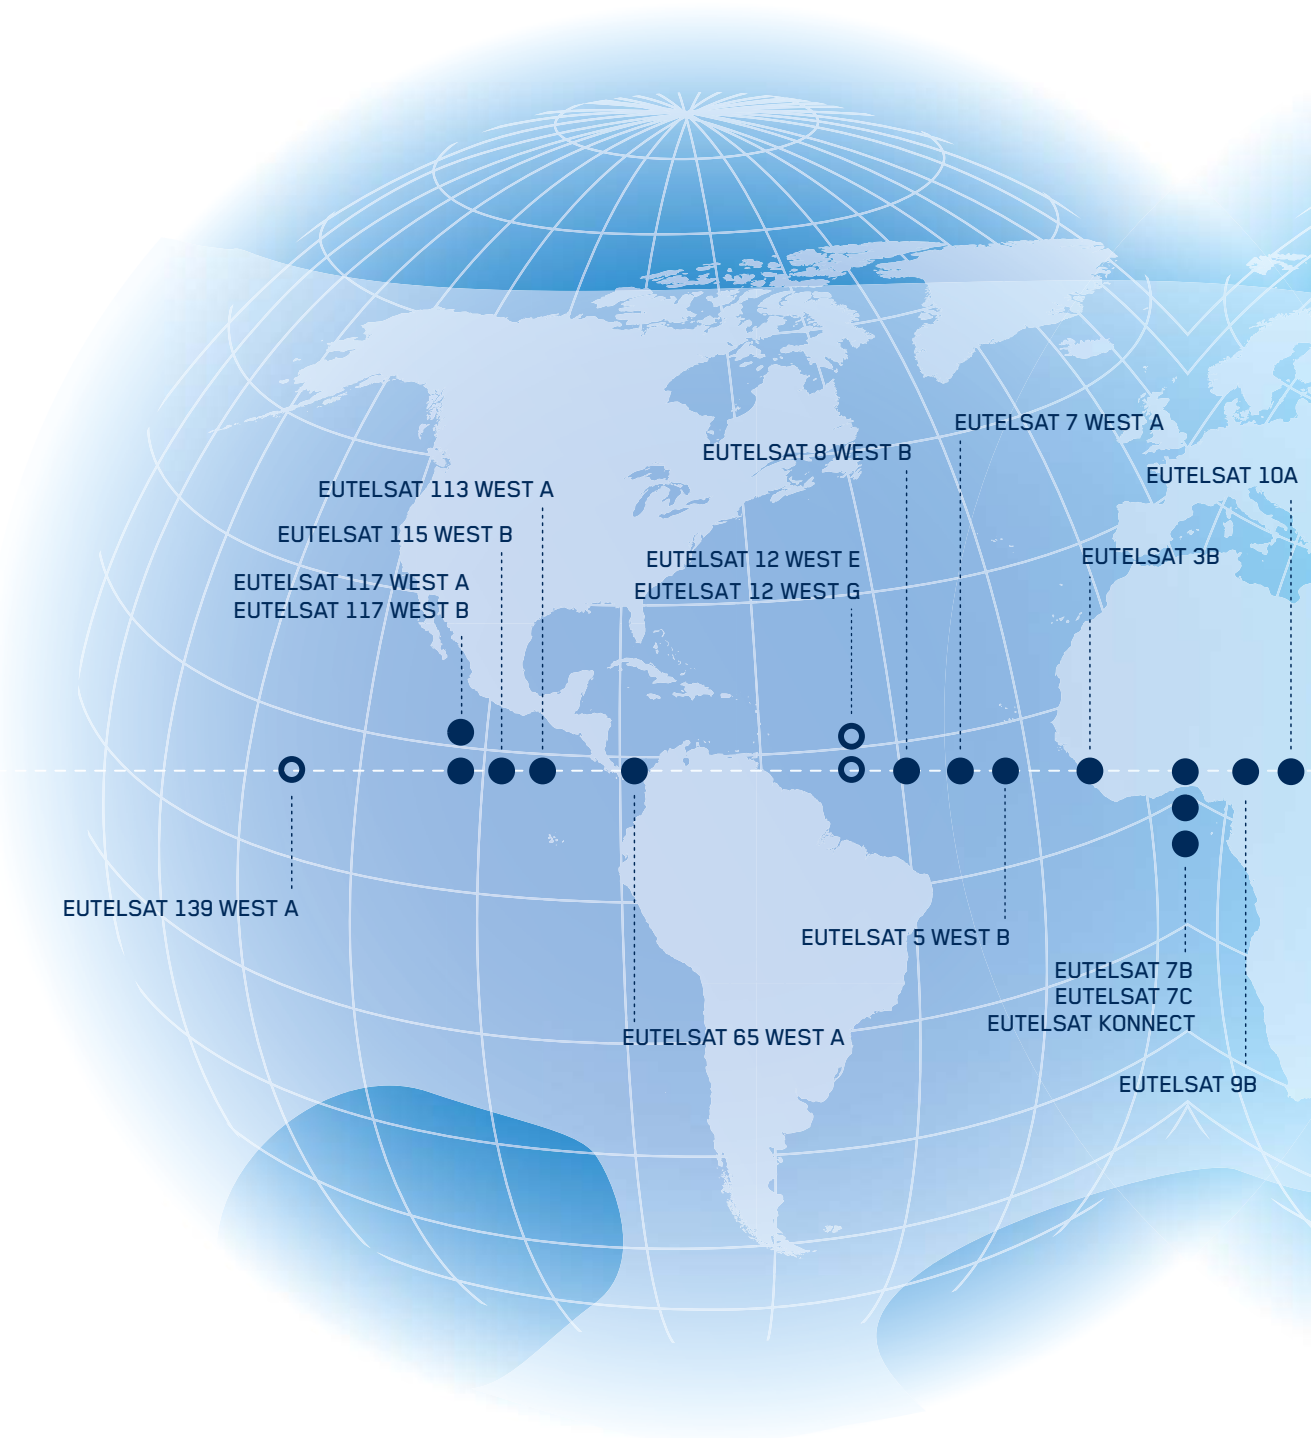 EUTELSAT 7 WEST A
EUTELSAT 8 WEST B
EUTELSAT 10A
EUTELSAT 113 WEST A
EUTELSAT 115 WEST B
EUTELSAT 12 WEST E
EUTELSAT 12 WEST G
EUTELSAT 3B
EUTELSAT 117 WEST A
EUTELSAT 117 WEST B
EUTELSAT 139 WEST A
EUTELSAT 5 WEST B
EUTELSAT 7B
EUTELSAT 7C
EUTELSAT KONNECT
EUTELSAT 65 WEST A
EUTELSAT 9B